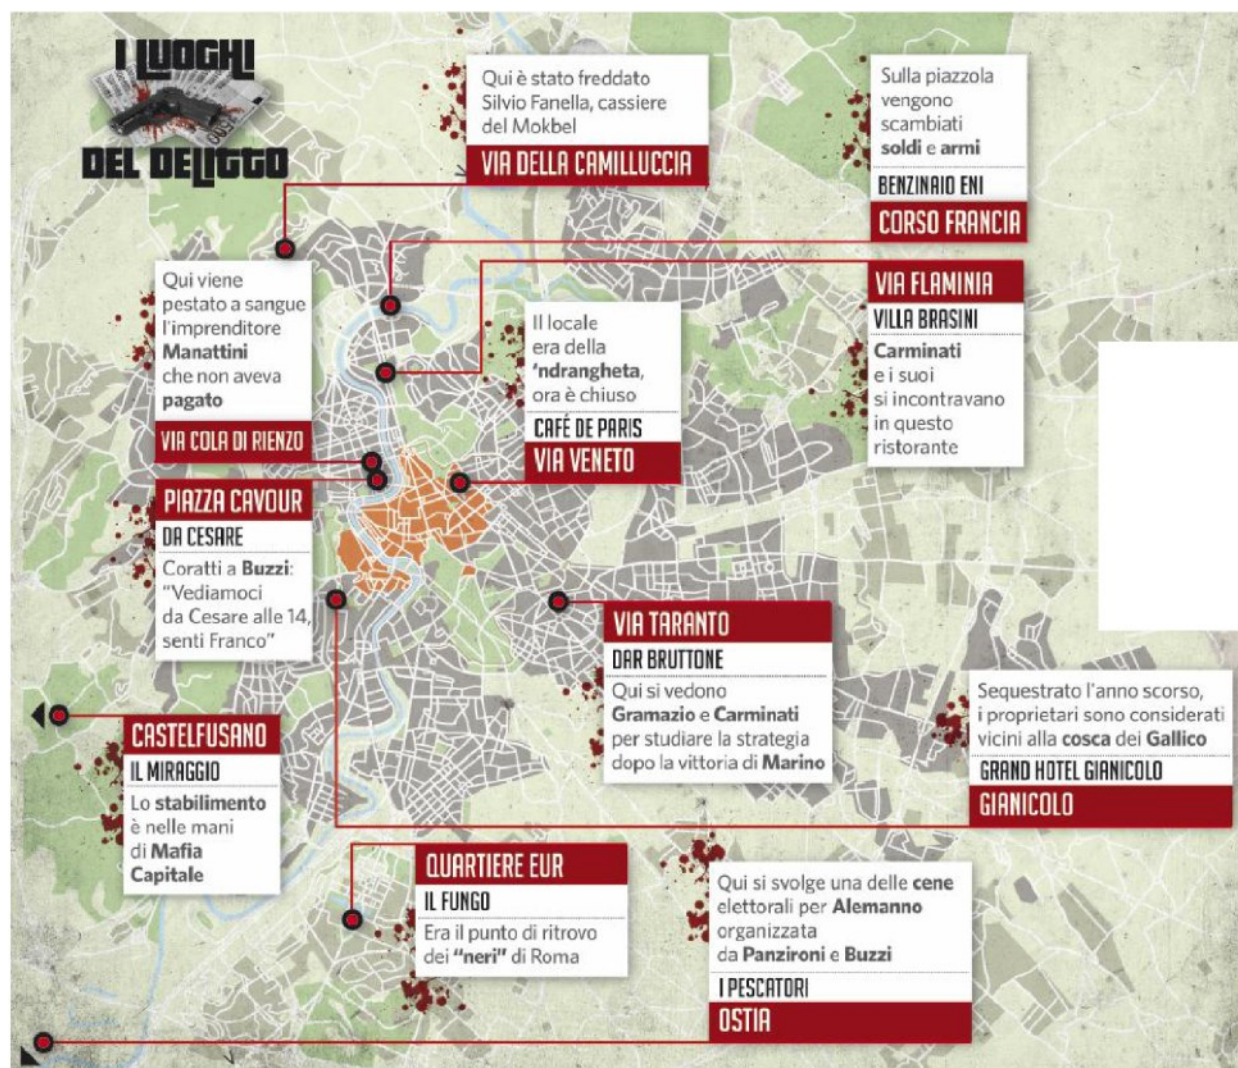 I LUOGHI
DEL DELITTO
Qui è stato freddato
Silvio Fanella, cassiere
del Mokbel
VIA DELLA CAMILLUCCIA
Sulla piazzola
vengono
scambiati
soldi e armi
BENZINAIO ENI
CORSO FRANCIA
Qui viene
pestato a sangue
l'imprenditore
Manattini
che non aveva
pagato
VIA COLA DI RIENZO
Il locale
era della
'ndrangheta,
ora è chiuso
CAFÉ DE PARIS
VIA VENETO
VIA FLAMINIA
VILLA BRASINI
Carminati
e i suoi
si incontravano
in questo
ristorante
PIAZZA CAVOUR
DA CESARE
Coratti a Buzzi:
“Vediamoci
da Cesare alle 14,
senti Franco”
VIA TARANTO
DAR BRUTTONE
Qui si vedono
Gramazio e Carminati
per studiare la strategia
dopo la vittoria di Marino
Sequestrato l'anno scorso,
i proprietari sono considerati
vicini alla cosca dei Gallico
GRAND HOTEL GIANICOLO
GIANICOLO
CASTELFUSANO
IL MIRAGGIO
Lo stabilimento
è nelle mani
di Mafia
Capitale
QUARTIERE EUR
IL FUNGO
Era il punto di ritrovo
dei “neri” di Roma
Qui si svolge una delle cene
elettorali per Alemanno
organizzata
da Panzironi e Buzzi
I PESCATORI
OSTIA